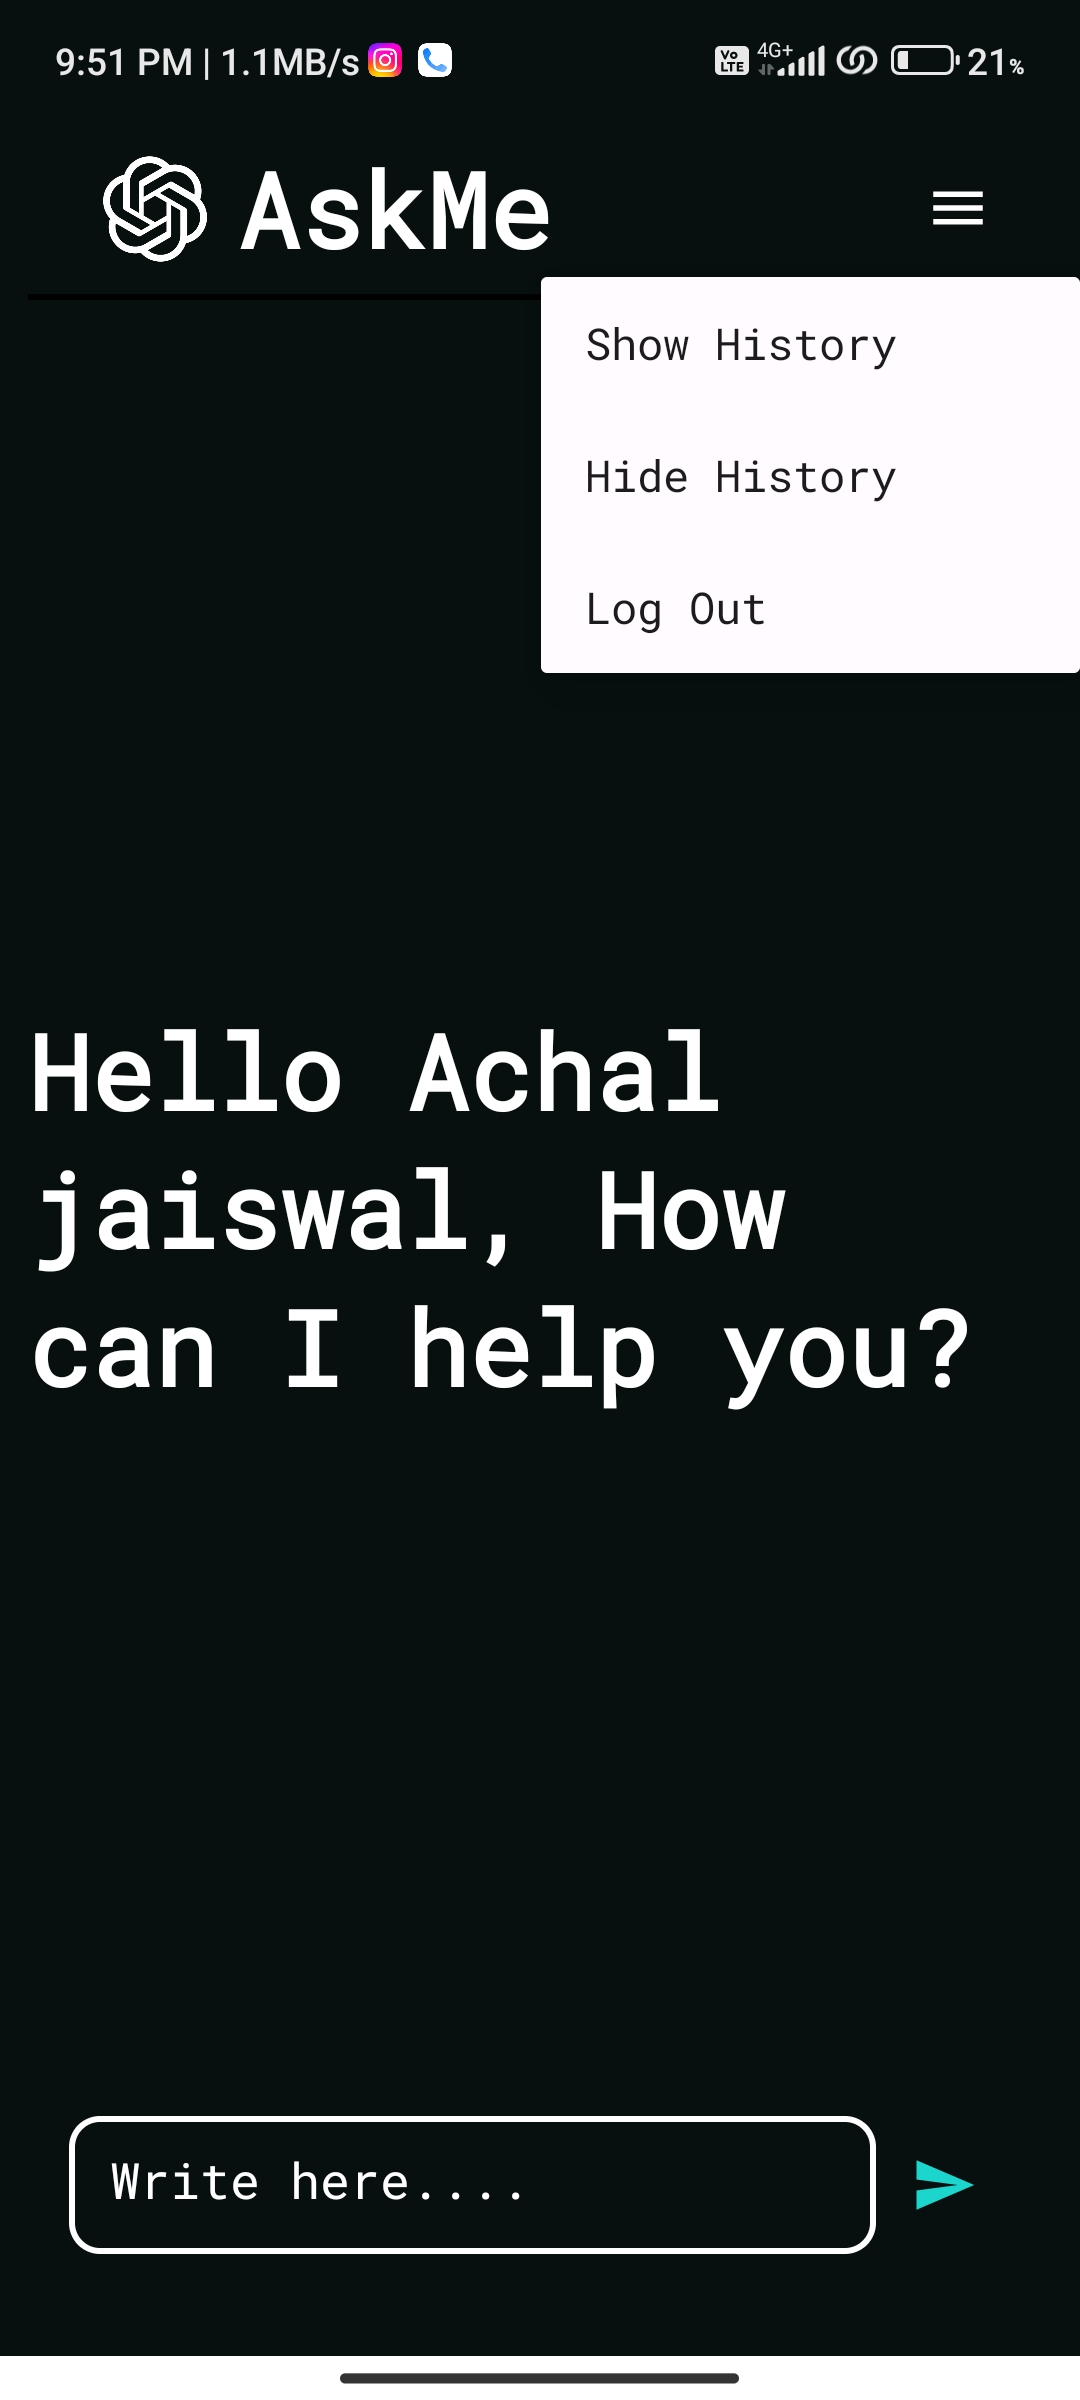 9:51 PM | 1.1MB/s Vo LTE 4G+ 21%
AskMe
Show History
Hide History
Log Out
Hello Achal
jaiswal, How
can I help you?
Write here....